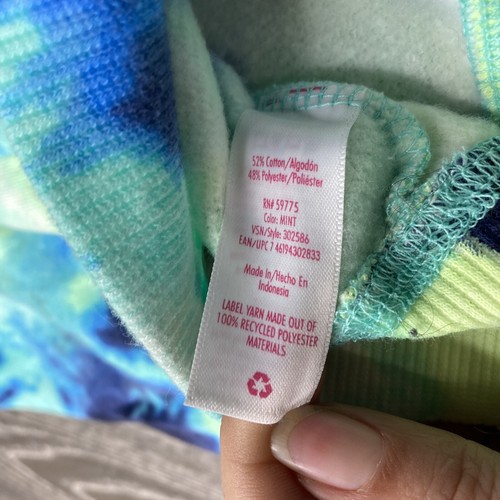 52% Cotton/Algodón
48% Polyester/Poliéster
RN# 59775
Color: MINT
VSN/Style: 302586
EAN/UPC 7 46194302833
Made In/Hecho En
Indonesia
LABEL YARN MADE OUT OF
100% RECYCLED POLYESTER
MATERIALS